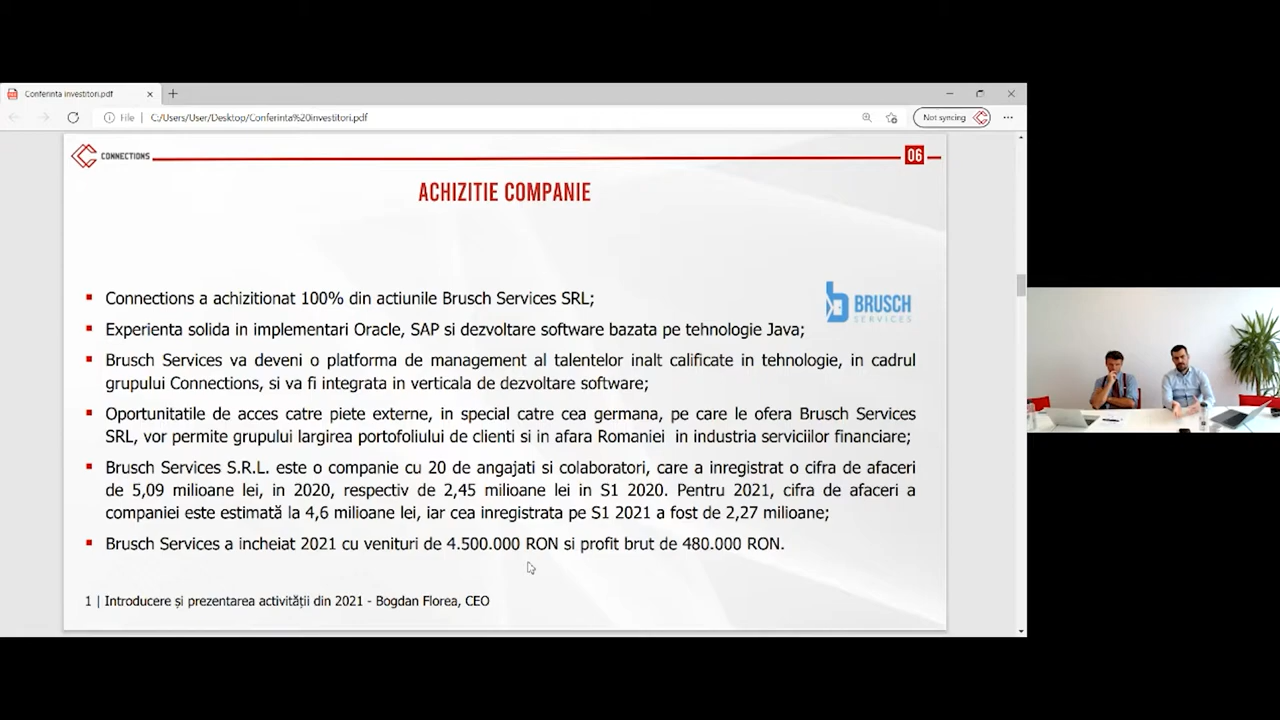 Conferinta investitori.pdf
File
C:/Users/User/Desktop/Conferinta%20investitori.pdf
Not syncing
CONNECTIONS
06
ACHIZITIE COMPANIE
Connections a achizitionat 100% din actiunile Brusch Services SRL;
BRUSCH
SERVICES
Experienta solida in implementari Oracle, SAP si dezvoltare software bazata pe tehnologie Java;
Brusch Services va deveni o platforma de management al talentelor inalt calificate in tehnologie, in cadrul
grupului Connections, si va fi integrata in verticala de dezvoltare software;
Oportunitatile de acces catre piete externe, in special catre cea germana, pe care le ofera Brusch Services
SRL, vor permite grupului largirea portofoliului de clienti si in afara Romaniei in industria serviciilor financiare;
Brusch Services S.R.L. este o companie cu 20 de angajati si colaboratori, care a inregistrat o cifra de afaceri
de 5,09 milioane lei, in 2020, respectiv de 2,45 milioane lei in S1 2020. Pentru 2021, cifra de afaceri a
companiei este estimată la 4,6 milioane lei, iar cea inregistrata pe S1 2021 a fost de 2,27 milioane;
Brusch Services a incheiat 2021 cu venituri de 4.500.000 RON si profit brut de 480.000 RON.
1 | Introducere și prezentarea activității din 2021 - Bogdan Florea, CEO